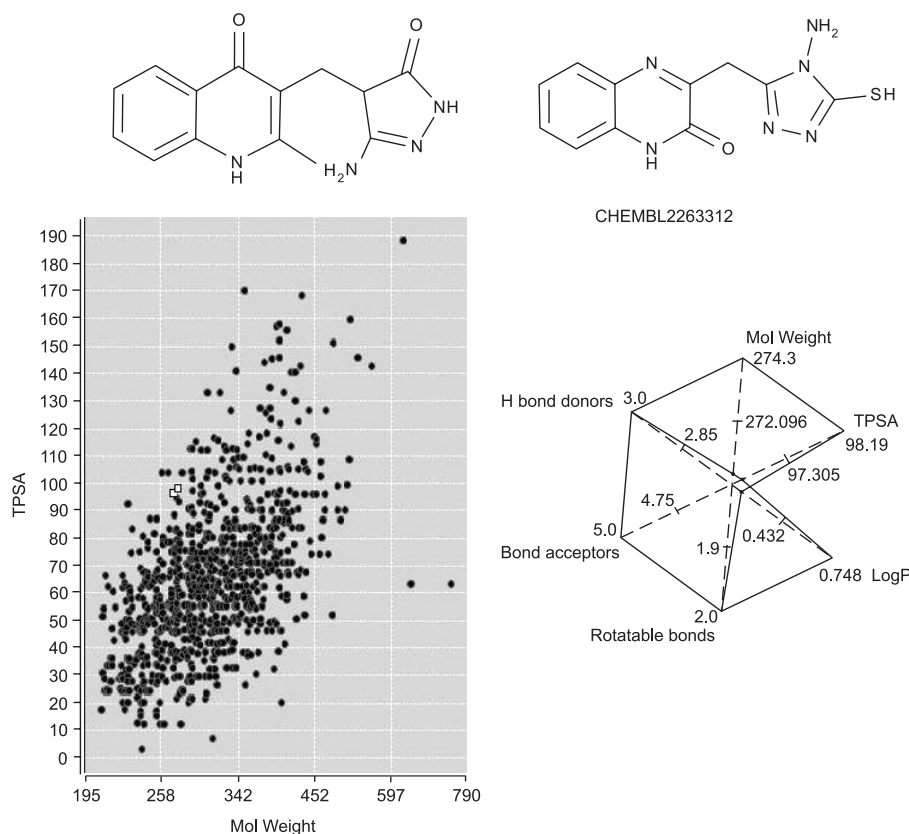 O
O
NH
N
N
H
H2N
NH2
N
N
SH
N
N
N
H
O
CHEMBL2263312
TPSA
190
180
170
160
150
140
130
120
110
100
90
80
70
60
50
40
30
20
10
0
195 258 342 452 597 790
Mol Weight
Mol Weight
274.3
H bond donors 3.0
TPSA
98.19
2.85
272.096
97.305
4.75
0.432
Bond acceptors 5.0
1.9
0.748 LogP
2.0
Rotatable bonds